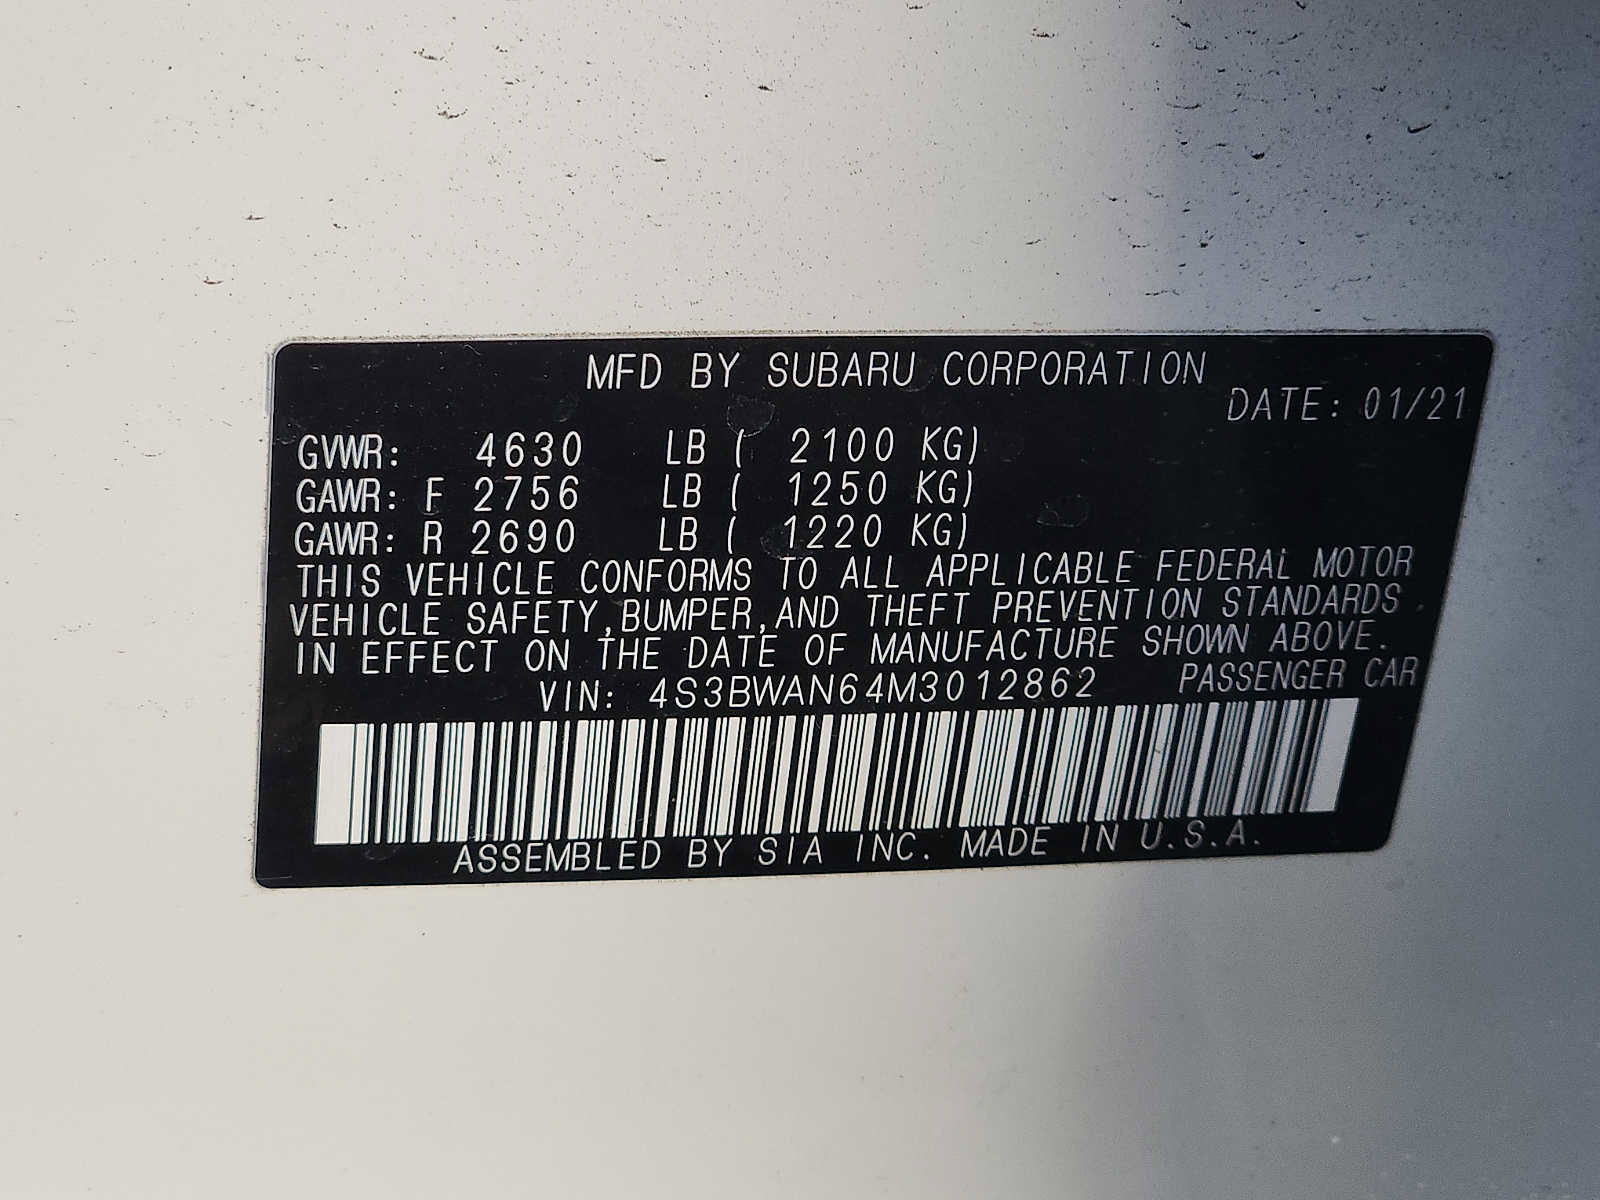 MFD BY SUBARU CORPORATION
DATE: 01/21
GVWR: 4630 LB ( 2100 KG)
GAWR: F 2756 LB ( 1250 KG)
GAWR: R 2690 LB ( 1220 KG)
THIS VEHICLE CONFORMS TO ALL APPLICABLE FEDERAL MOTOR
VEHICLE SAFETY,BUMPER,AND THEFT PREVENTION STANDARDS
IN EFFECT ON THE DATE OF MANUFACTURE SHOWN ABOVE.
VIN: 4S3BWAN64M3012862 PASSENGER CAR
ASSEMBLED BY SIA INC. MADE IN U.S.A.